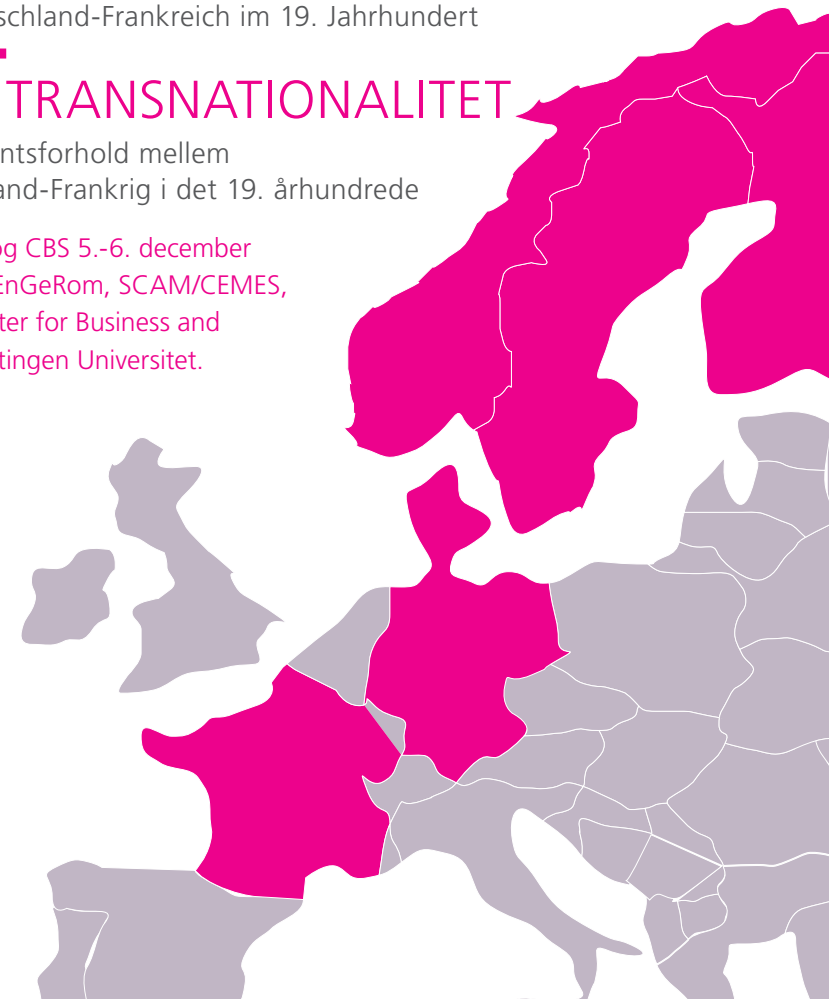 schland-Frankreich im 19. Jahrhundert
TRANSNATIONALITET
ntsforhold mellem
and-Frankrig i det 19. århundrede
og CBS 5.-6. december
EnGeRom, SCAM/CEMES,
ter for Business and
tingen Universitet.